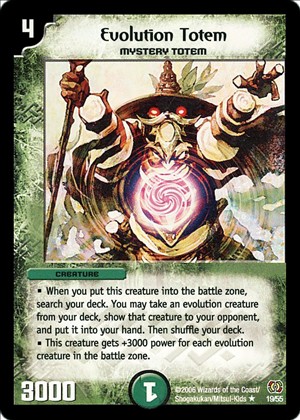 4
Evolution Totem
MYSTERY TOTEM
CREATURE
▪ When you put this creature into the battle zone,
search your deck. You may take an evolution creature
from your deck, show that creature to your opponent,
and put it into your hand. Then shuffle your deck.
▪ This creature gets +3000 power for each evolution
creature in the battle zone.
3000
1
©2006 Wizards of the Coast/
Shogakukan/Mitsui-Kids ★ 19/55